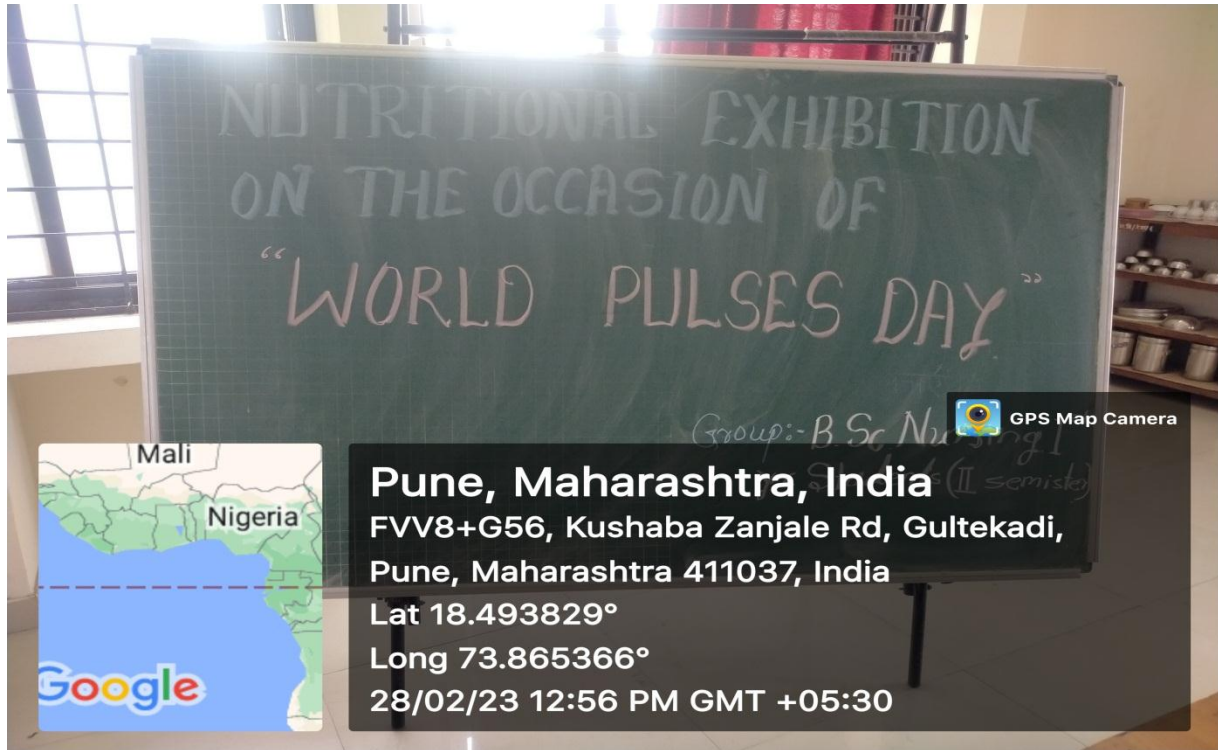 NUTRITIONAL EXHIBITION
ON THE OCCASION OF
“WORLD PULSES DAY”
Group:- B.Sc Nursing I
Students (II semister)
GPS Map Camera
Mali
Nigeria
Google
Pune, Maharashtra, India
FVV8+G56, Kushaba Zanjale Rd, Gultekadi,
Pune, Maharashtra 411037, India
Lat 18.493829°
Long 73.865366°
28/02/23 12:56 PM GMT +05:30